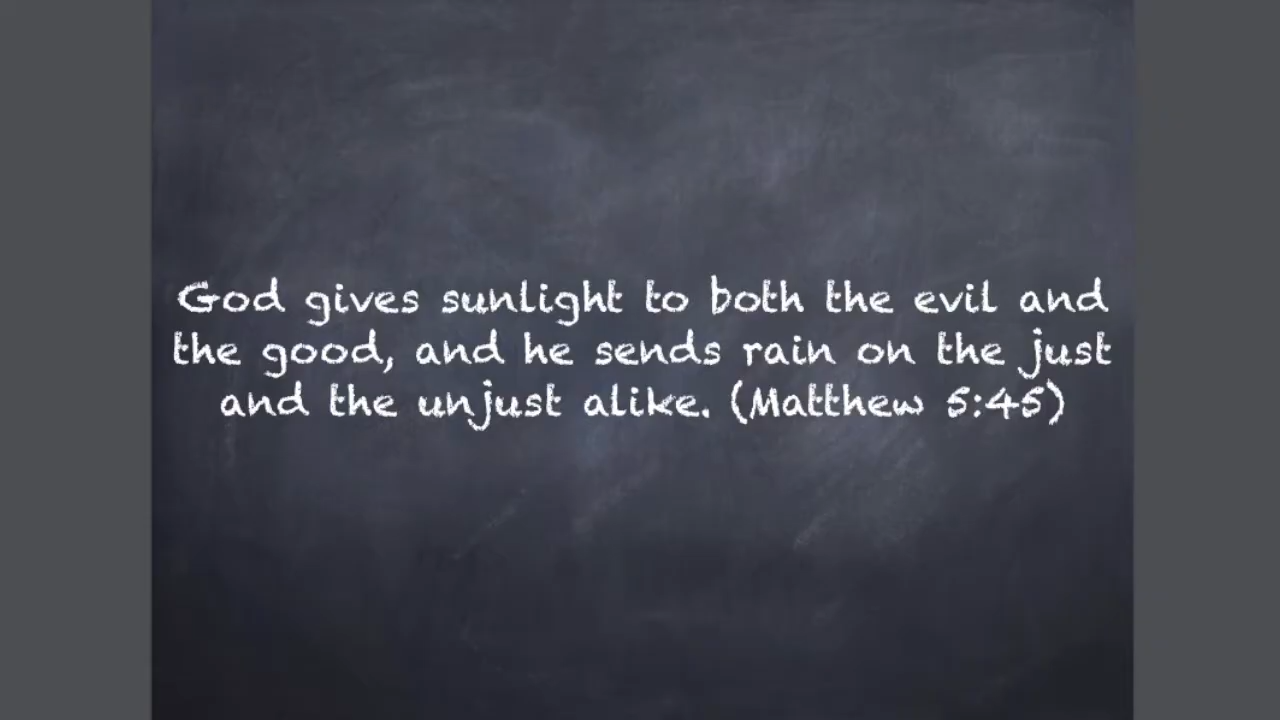 God gives sunlight to both the evil and
the good, and he sends rain on the just
and the unjust alike. (Matthew 5:45)